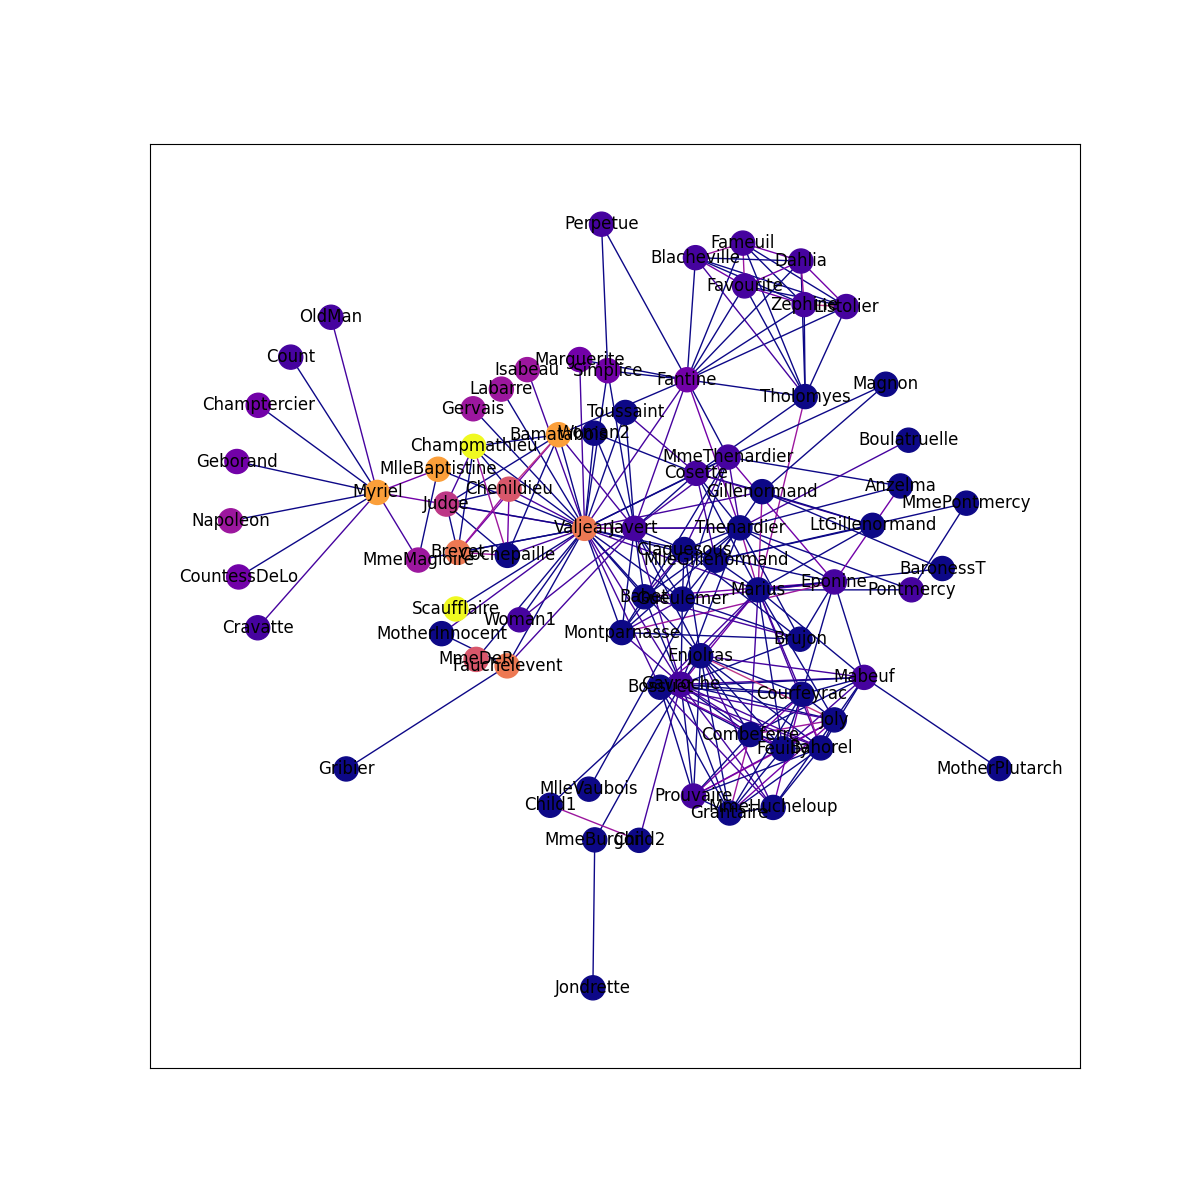 Perpetue
Fameuil
Blacheville
Dahlia
Favourite
Zephine
Listolier
OldMan
Count
Marguerite
Simplice
Isabeau
Fantine
Labarre
Magnon
Tholomyes
Champtercier
Gervais
Toussaint
Bamatabois
Woman2
Boulatruelle
Champmathieu
MmeThenardier
Geborand
MlleBaptistine
Cosette
Anzelma
Chenildieu
Myriel
Gillenormand
Judge
MmePontmercy
Napoleon
Valjean
Javert
Thenardier
LtGillenormand
Claquesous
Brevet
Cochepaille
MmeMagloire
MlleGillenormand
BaronessT
CountessDeLo
Eponine
Marius
Pontmercy
Babet
Gueulemer
Scaufflaire
Woman1
Cravatte
MotherInnocent
Montparnasse
Brujon
MmeDeR
Fauchelevent
Enjolras
Mabeuf
Bossuet
Gavroche
Courfeyrac
Joly
Combeferre
Feuilly
Bahorel
Gribier
MotherPlutarch
MlleVaubois
Prouvaire
Child1
MmeHucheloup
Grantaire
MmeBurgon
Child2
Jondrette